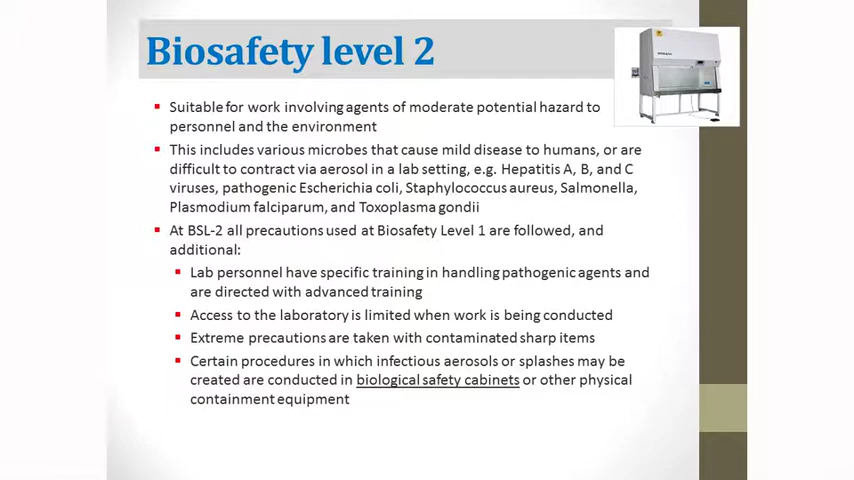 Biosafety level 2
Suitable for work involving agents of moderate potential hazard to
personnel and the environment
This includes various microbes that cause mild disease to humans, or are
difficult to contract via aerosol in a lab setting, e.g. Hepatitis A, B, and C
viruses, pathogenic Escherichia coli, Staphylococcus aureus, Salmonella,
Plasmodium falciparum, and Toxoplasma gondii
At BSL-2 all precautions used at Biosafety Level 1 are followed, and
additional:
Lab personnel have specific training in handling pathogenic agents and
are directed with advanced training
Access to the laboratory is limited when work is being conducted
Extreme precautions are taken with contaminated sharp items
Certain procedures in which infectious aerosols or splashes may be
created are conducted in biological safety cabinets or other physical
containment equipment